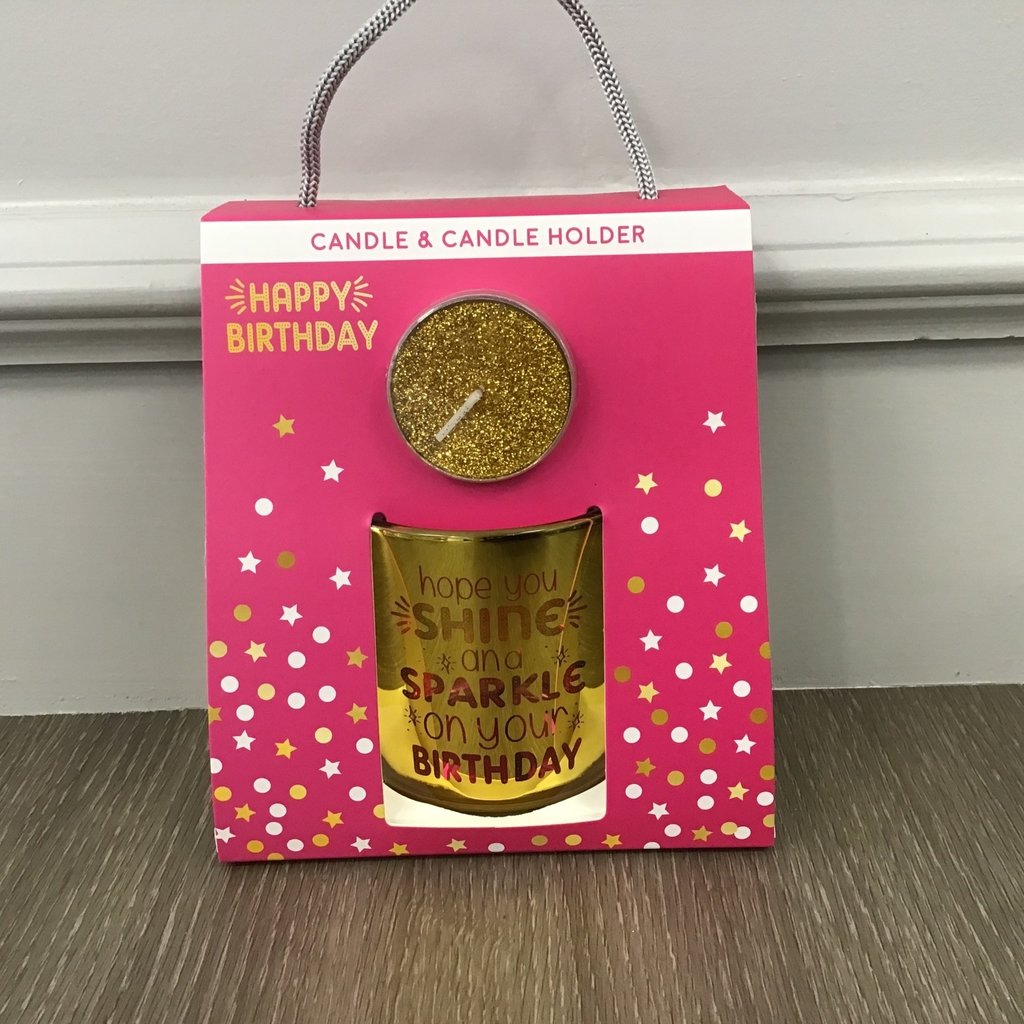 CANDLE & CANDLE HOLDER
HAPPY
BIRTHDAY
hope you
SHINE
and
SPARKLE
on your
BIRTHDAY